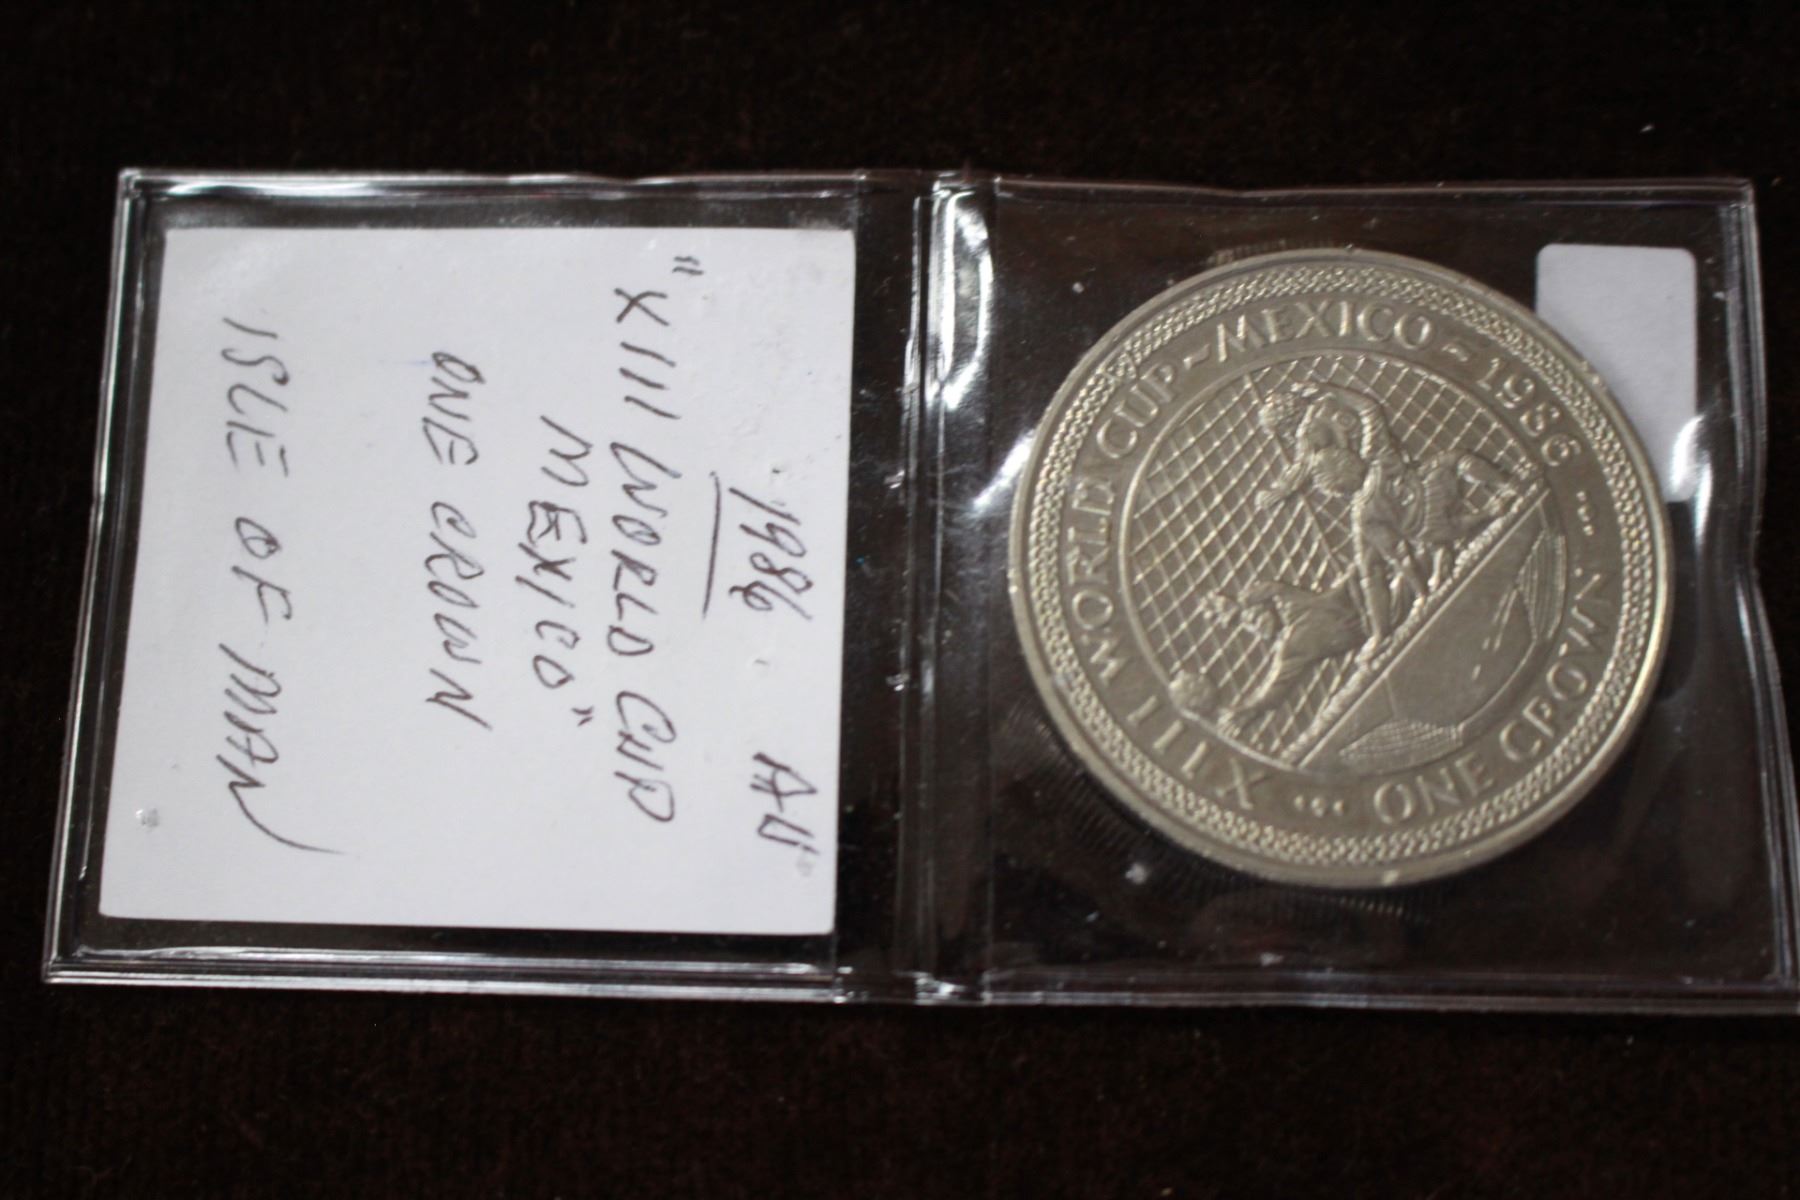 1986. AU
"XIII WORLD CUP
MEXICO"
ONE CROWN
ISLE OF MAN
XIII WORLD CUP ~ MEXICO ~ 1986
ONE CROWN